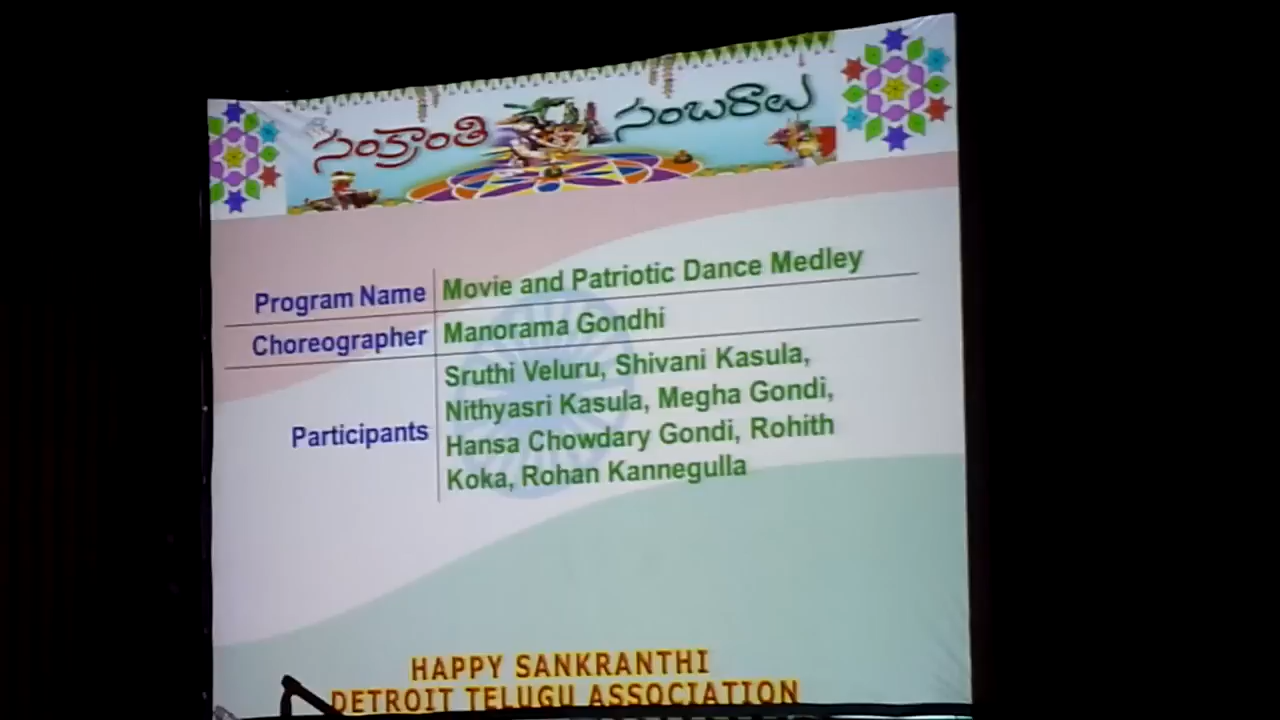 సంక్రాంతి సంబరాలు
Program Name Movie and Patriotic Dance Medley
Choreographer Manorama Gondhi
Participants Sruthi Veluru, Shivani Kasula,
Nithyasri Kasula, Megha Gondi,
Hansa Chowdary Gondi, Rohith
Koka, Rohan Kannegulla
HAPPY SANKRANTHI
DETROIT TELUGU ASSOCIATION